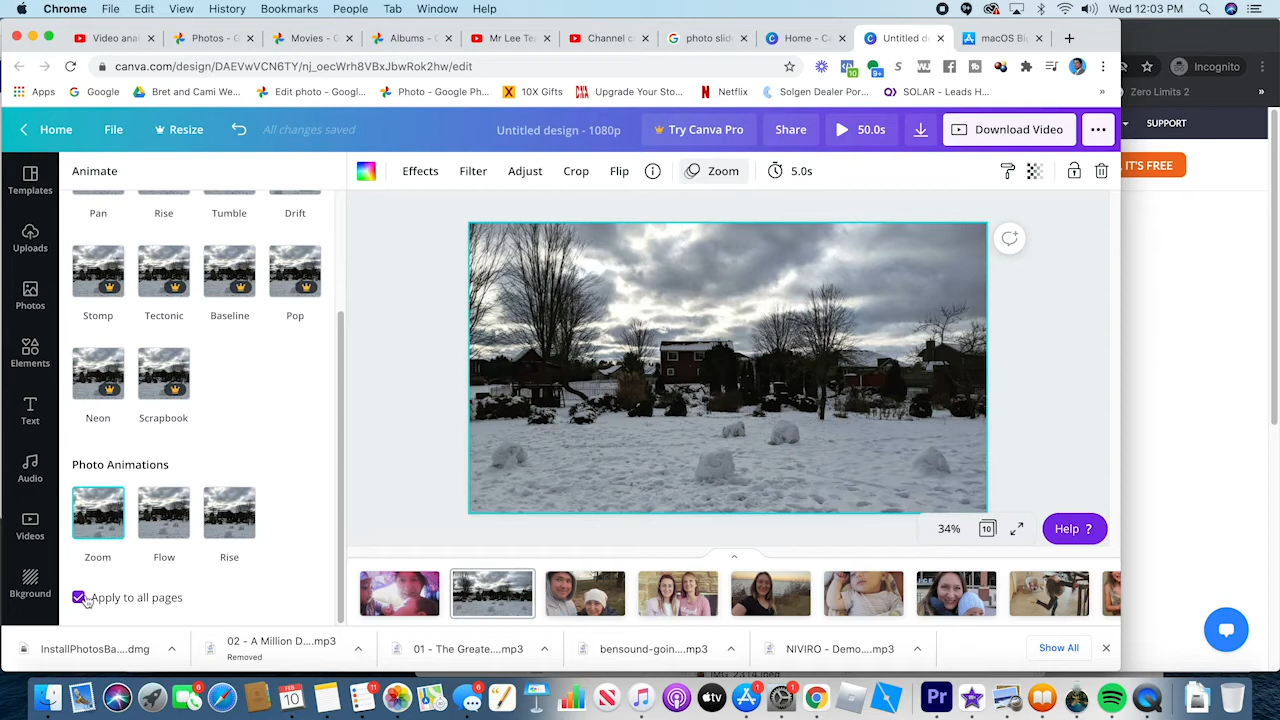 Chrome File Edit View History Bookmarks People Tab Window Help Wed 12:03 PM
Video ana Photos - G Movies - G Albums - G Mr Lee Tea Channel c photo slid Home - Ca Untitled d macOS Big
canva.com/design/DAEvWVCN6TY/nj_oecWrh8VBxJbwRok2hw/edit 10 9+ Incognito
Apps Google Bret and Cami We... Edit photo - Googl... Photo - Google Ph... 10X Gifts Upgrade Your Sto... Netflix Solgen Dealer Por... SOLAR - Leads H... » Zero Limits 2 »
Home File Resize All changes saved Untitled design - 1080p Try Canva Pro Share 50.0s Download Video SUPPORT
Animate Effects Filter Adjust Crop Flip Zoom 5.0s IT'S FREE
Templates
Uploads
Photos
Elements
Text
Audio
Videos
Bkground
Pan Rise Tumble Drift
Stomp Tectonic Baseline Pop
Neon Scrapbook
Photo Animations
Zoom Flow Rise
Apply to all pages
34% 10 Help ?
InstallPhotosBa....dmg 02 - A Million D....mp3 01 - The Greate....mp3 bensound-goin....mp3 NIVIRO - Demo....mp3 Show All
Removed